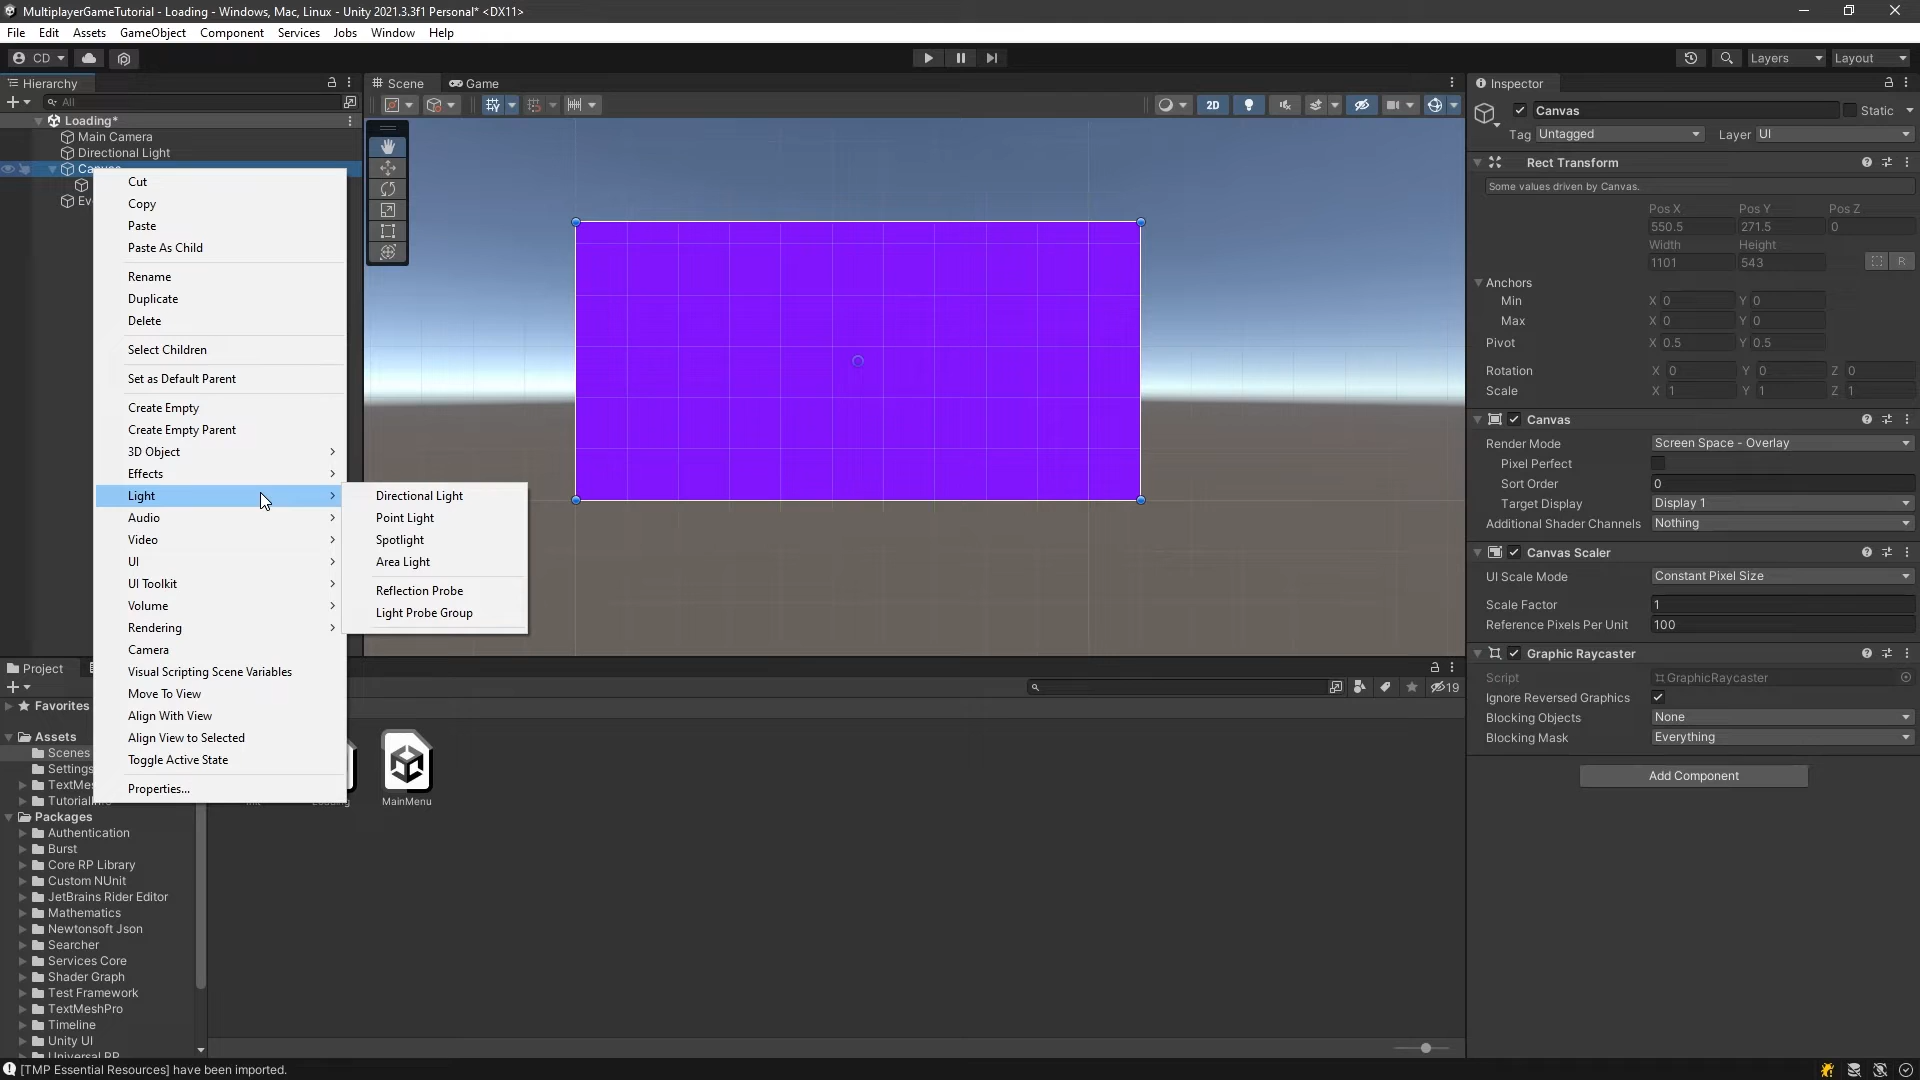 MultiplayerGameTutorial - Loading - Windows, Mac, Linux - Unity 2021.3.3f1 Personal* <DX11>
File Edit Assets GameObject Component Services Jobs Window Help
CD
Layers Layout
Hierarchy
All
Loading*
Main Camera
Directional Light
Cut
Copy
Paste
Paste As Child
Rename
Duplicate
Delete
Select Children
Set as Default Parent
Create Empty
Create Empty Parent
3D Object
Effects
Light
Audio
Video
UI
UI Toolkit
Volume
Rendering
Camera
Visual Scripting Scene Variables
Move To View
Align With View
Align View to Selected
Toggle Active State
Properties...
Directional Light
Point Light
Spotlight
Area Light
Reflection Probe
Light Probe Group
Scene Game
2D
Project
19
Favorites
Assets
Scenes
Settings
TextMes
Packages
Authentication
Burst
Core RP Library
Custom NUnit
JetBrains Rider Editor
Mathematics
Newtonsoft Json
Searcher
Services Core
Shader Graph
Test Framework
TextMeshPro
Timeline
Unity UI
Universal RP
MainMenu
Inspector
Canvas Static
Tag Untagged Layer UI
Rect Transform
Some values driven by Canvas.
Pos X Pos Y Pos Z
550.5 271.5 0
Width Height
1101 543
R
Anchors
Min X 0 Y 0
Max X 0 Y 0
Pivot X 0.5 Y 0.5
Rotation X 0 Y 0 Z 0
Scale X 1 Y 1 Z 1
Canvas
Render Mode Screen Space - Overlay
Pixel Perfect
Sort Order 0
Target Display Display 1
Additional Shader Channels Nothing
Canvas Scaler
UI Scale Mode Constant Pixel Size
Scale Factor 1
Reference Pixels Per Unit 100
Graphic Raycaster
Script GraphicRaycaster
Ignore Reversed Graphics
Blocking Objects None
Blocking Mask Everything
Add Component
[TMP Essential Resources] have been imported.